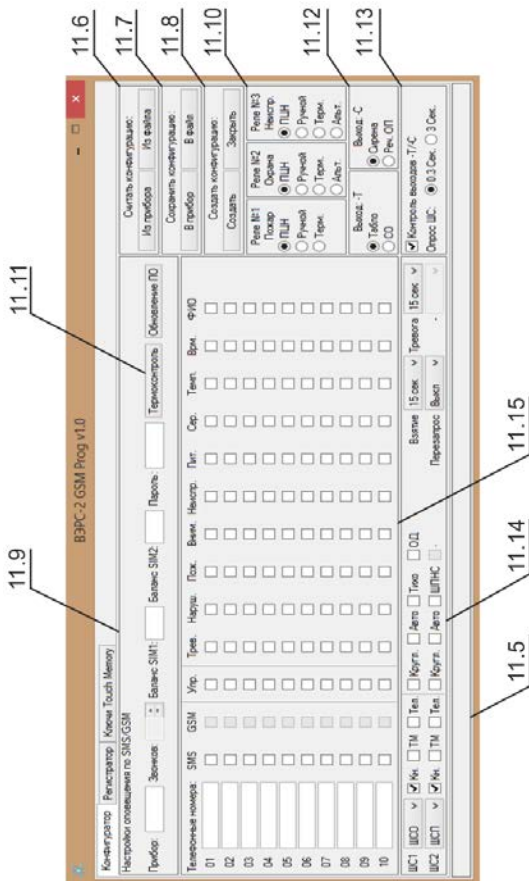 11.9
11.11
11.6
11.7
11.8
11.10
11.12
11.13
ВЭРС-2 GSM Prog v1.0
Конфигуратор Регистратор Ключи Touch Memory
Настройки оповещения по SMS/GSM
Прибор: Звонков: Баланс SIM1: Баланс SIM2: Пароль: Термоконтроль Обновление ПО
Телефонные номера: SMS GSM Упр. Трев. Наруш. Пож. Вним. Неиспр. Пит. Сер. Темп. Врм. ФИО
01
02
03
04
05
06
07
08
09
10
ШС1 ШСО Кн. ТМ Тел. Кругл. Авто Тихо ОД Взятие 15 сек Тревога 15 сек
ШС2 ШСП Кн. ТМ Тел. Кругл. Авто ШПНС - Перезапрос Выкл - -
Считать конфигурацию:
Из прибора Из файла
Сохранить конфигурацию:
В прибор В файл
Создать конфигурацию:
Создать Закрыть
Реле №1 Реле №2 Реле №3
Пожар Охрана Неиспр.
ПЦН ПЦН ПЦН
Ручной Ручной Ручной
Терм. Терм. Терм.
Альт. Альт.
Выход -Т Выход -С
Табло Сирена
СО Реч. ОП
Контроль выходов -Т/-С
Опрос ШС: 0.3 Сек. 3 Сек.
11.5
11.14
11.15